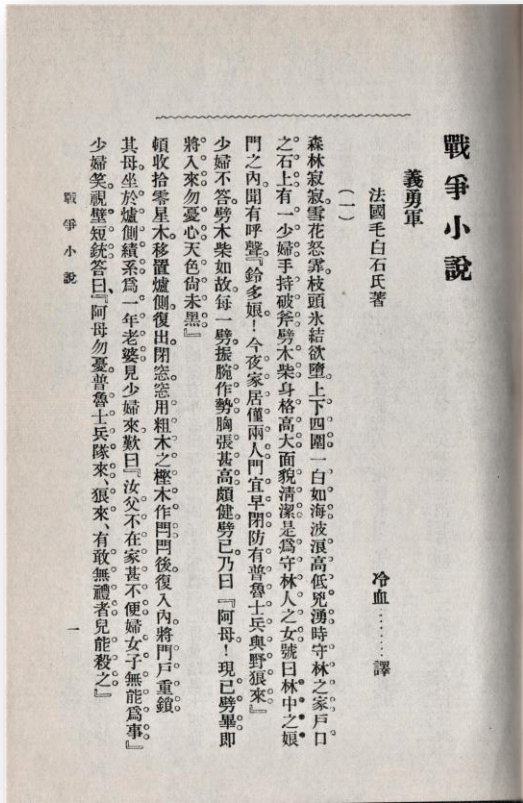 戰爭小說
義勇軍
法國毛白石氏著
冷血………譯
(一)
森林寂寂雪花怒霏枝頭氷結欲墮上下四圍一白如海波浪高低兇湧時守林之家戶口
之石上有一少婦手持破斧劈木柴身格高大面貌淸潔是爲守林人之女號曰林中之娘
門之內聞有呼聲『鈴多娘！今夜家居僅兩人門宜早閉防有普魯士兵與野狼來』
少婦不答劈木柴如故每一劈振腕作勢胸張甚高頗健劈已乃曰『阿母！現已劈畢卽
將入來勿憂心天色尙未黑』
頓收拾零星木移置爐側復出閉窓窓用粗木之樫木作閂閂後復入內將門戶重鎖
其母坐於爐側績系爲一年老婆見少婦來歎曰『汝父不在家甚不便婦女子無能爲事』
少婦笑視壁短銃答曰『阿母勿憂普魯士兵隊來、狼來、有敢無禮者兒能殺之』
戰爭小說
一